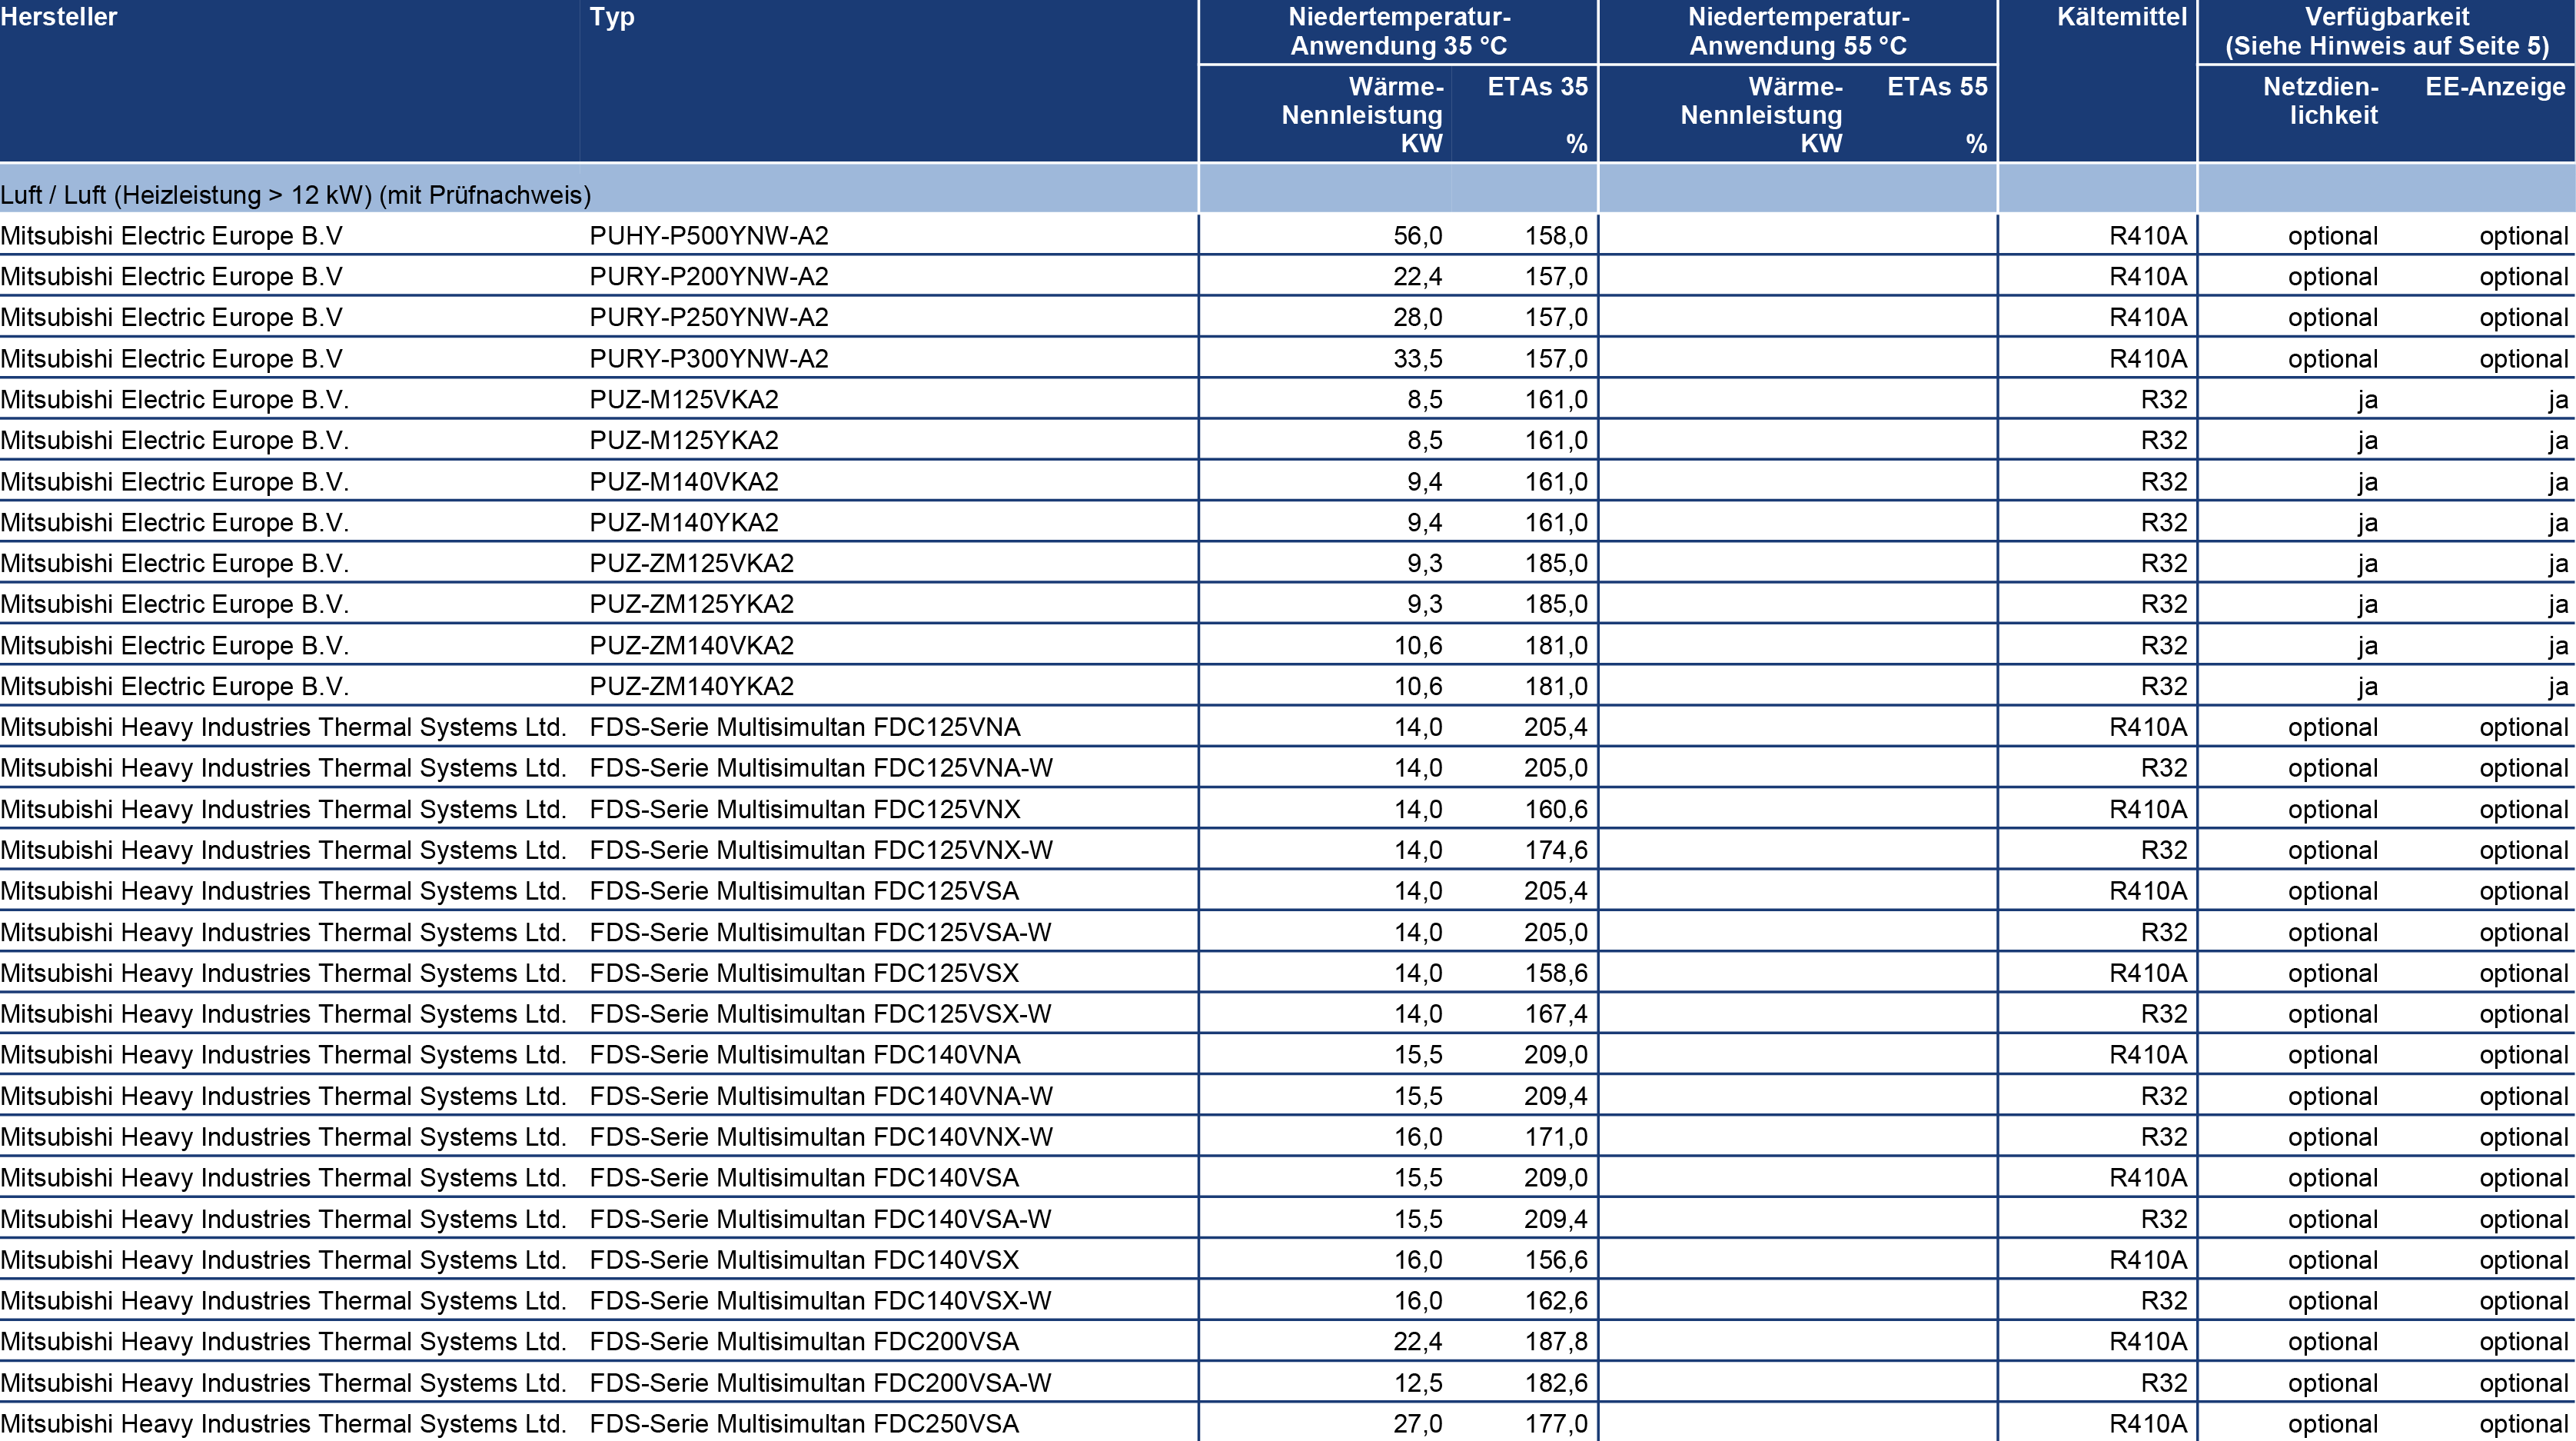 Hersteller Typ Niedertemperatur- Niedertemperatur- Kältemittel Verfügbarkeit
Anwendung 35 °C Anwendung 55 °C (Siehe Hinweis auf Seite 5)
Wärme- ETAs 35 Wärme- ETAs 55 Netzdien- EE-Anzeige
Nennleistung Nennleistung lichkeit
KW % KW %
Luft / Luft (Heizleistung > 12 kW) (mit Prüfnachweis)
Mitsubishi Electric Europe B.V PUHY-P500YNW-A2 56,0 158,0 R410A optional optional
Mitsubishi Electric Europe B.V PURY-P200YNW-A2 22,4 157,0 R410A optional optional
Mitsubishi Electric Europe B.V PURY-P250YNW-A2 28,0 157,0 R410A optional optional
Mitsubishi Electric Europe B.V PURY-P300YNW-A2 33,5 157,0 R410A optional optional
Mitsubishi Electric Europe B.V. PUZ-M125VKA2 8,5 161,0 R32 ja ja
Mitsubishi Electric Europe B.V. PUZ-M125YKA2 8,5 161,0 R32 ja ja
Mitsubishi Electric Europe B.V. PUZ-M140VKA2 9,4 161,0 R32 ja ja
Mitsubishi Electric Europe B.V. PUZ-M140YKA2 9,4 161,0 R32 ja ja
Mitsubishi Electric Europe B.V. PUZ-ZM125VKA2 9,3 185,0 R32 ja ja
Mitsubishi Electric Europe B.V. PUZ-ZM125YKA2 9,3 185,0 R32 ja ja
Mitsubishi Electric Europe B.V. PUZ-ZM140VKA2 10,6 181,0 R32 ja ja
Mitsubishi Electric Europe B.V. PUZ-ZM140YKA2 10,6 181,0 R32 ja ja
Mitsubishi Heavy Industries Thermal Systems Ltd. FDS-Serie Multisimultan FDC125VNA 14,0 205,4 R410A optional optional
Mitsubishi Heavy Industries Thermal Systems Ltd. FDS-Serie Multisimultan FDC125VNA-W 14,0 205,0 R32 optional optional
Mitsubishi Heavy Industries Thermal Systems Ltd. FDS-Serie Multisimultan FDC125VNX 14,0 160,6 R410A optional optional
Mitsubishi Heavy Industries Thermal Systems Ltd. FDS-Serie Multisimultan FDC125VNX-W 14,0 174,6 R32 optional optional
Mitsubishi Heavy Industries Thermal Systems Ltd. FDS-Serie Multisimultan FDC125VSA 14,0 205,4 R410A optional optional
Mitsubishi Heavy Industries Thermal Systems Ltd. FDS-Serie Multisimultan FDC125VSA-W 14,0 205,0 R32 optional optional
Mitsubishi Heavy Industries Thermal Systems Ltd. FDS-Serie Multisimultan FDC125VSX 14,0 158,6 R410A optional optional
Mitsubishi Heavy Industries Thermal Systems Ltd. FDS-Serie Multisimultan FDC125VSX-W 14,0 167,4 R32 optional optional
Mitsubishi Heavy Industries Thermal Systems Ltd. FDS-Serie Multisimultan FDC140VNA 15,5 209,0 R410A optional optional
Mitsubishi Heavy Industries Thermal Systems Ltd. FDS-Serie Multisimultan FDC140VNA-W 15,5 209,4 R32 optional optional
Mitsubishi Heavy Industries Thermal Systems Ltd. FDS-Serie Multisimultan FDC140VNX-W 16,0 171,0 R32 optional optional
Mitsubishi Heavy Industries Thermal Systems Ltd. FDS-Serie Multisimultan FDC140VSA 15,5 209,0 R410A optional optional
Mitsubishi Heavy Industries Thermal Systems Ltd. FDS-Serie Multisimultan FDC140VSA-W 15,5 209,4 R32 optional optional
Mitsubishi Heavy Industries Thermal Systems Ltd. FDS-Serie Multisimultan FDC140VSX 16,0 156,6 R410A optional optional
Mitsubishi Heavy Industries Thermal Systems Ltd. FDS-Serie Multisimultan FDC140VSX-W 16,0 162,6 R32 optional optional
Mitsubishi Heavy Industries Thermal Systems Ltd. FDS-Serie Multisimultan FDC200VSA 22,4 187,8 R410A optional optional
Mitsubishi Heavy Industries Thermal Systems Ltd. FDS-Serie Multisimultan FDC200VSA-W 12,5 182,6 R32 optional optional
Mitsubishi Heavy Industries Thermal Systems Ltd. FDS-Serie Multisimultan FDC250VSA 27,0 177,0 R410A optional optional